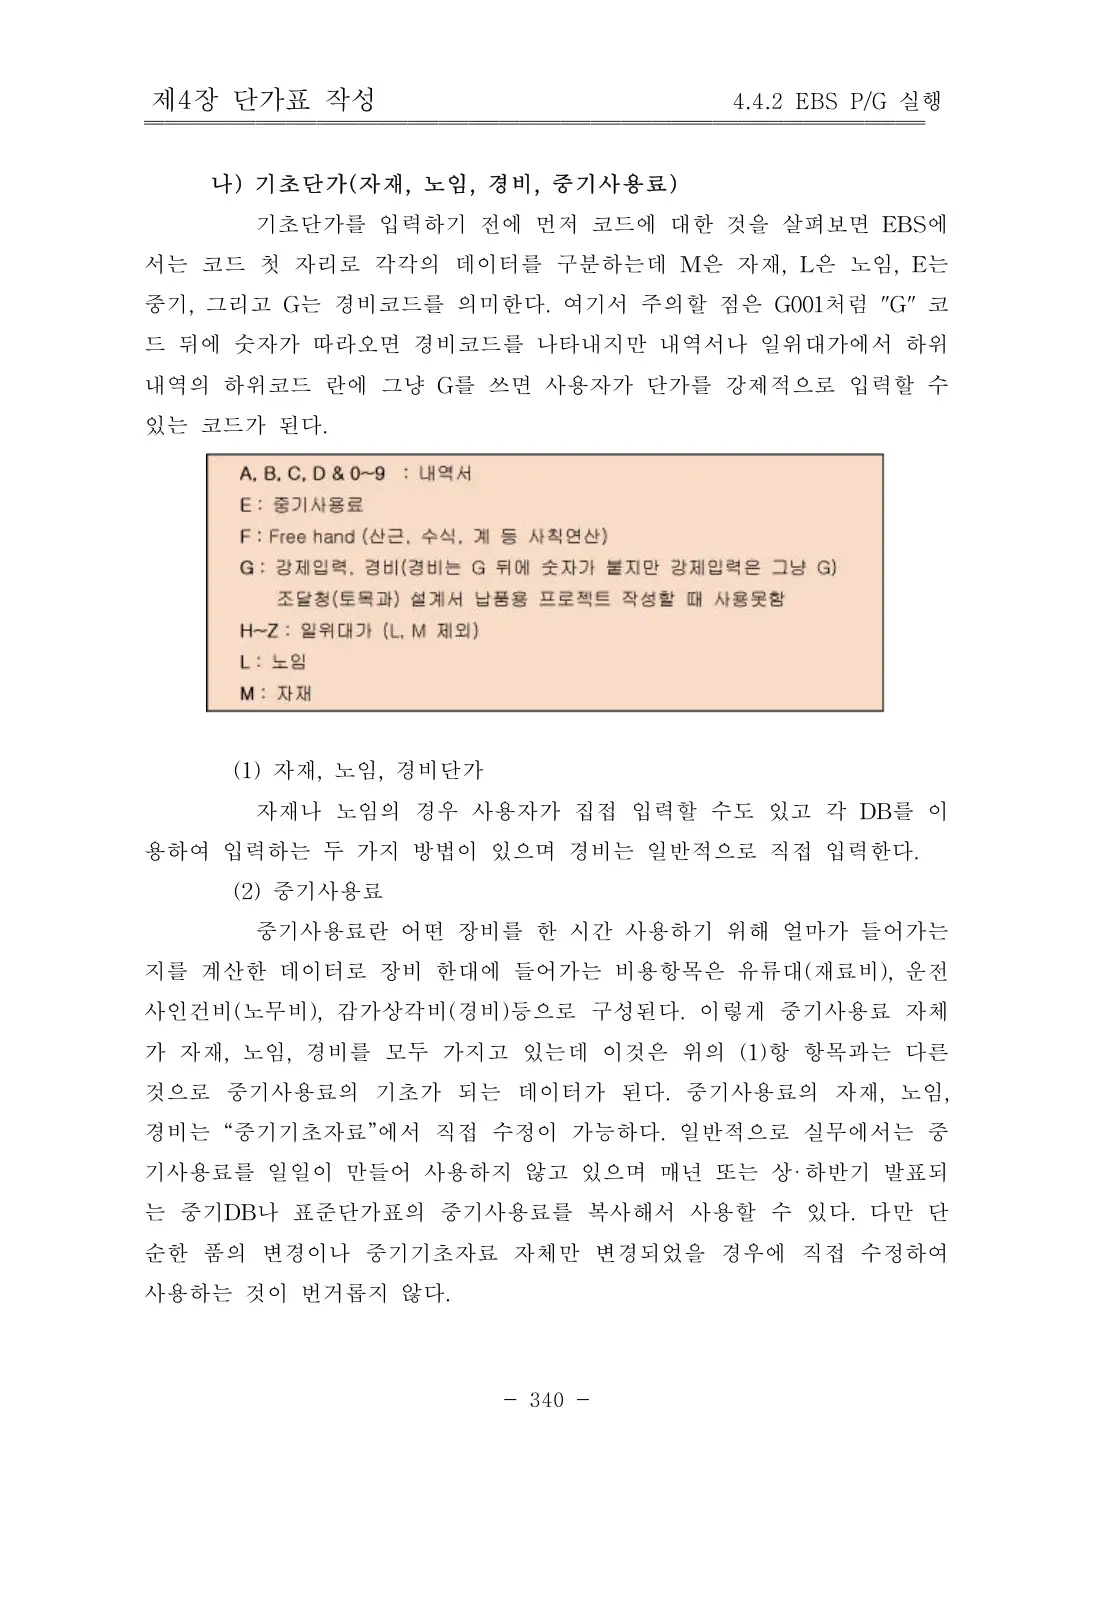 제4장 단가표 작성
4.4.2 EBS P/G 실행
나) 기초단가(자재, 노임, 경비, 중기사용료)
기초단가를 입력하기 전에 먼저 코드에 대한 것을 살펴보면 EBS에
서는 코드 첫 자리로 각각의 데이터를 구분하는데 M은 자재, L은 노임, E는
중기, 그리고 G는 경비코드를 의미한다. 여기서 주의할 점은 G001처럼 "G" 코
드 뒤에 숫자가 따라오면 경비코드를 나타내지만 내역서나 일위대가에서 하위
내역의 하위코드 란에 그냥 G를 쓰면 사용자가 단가를 강제적으로 입력할 수
있는 코드가 된다.
A, B, C, D & 0~9 : 내역서
E : 중기사용료
F : Free hand (산근, 수식, 계 등 사칙연산)
G : 강제입력, 경비(경비는 G 뒤에 숫자가 붙지만 강제입력은 그냥 G)
조달청(토목과) 설계서 납품용 프로젝트 작성할 때 사용못함
H~Z : 일위대가 (L, M 제외)
L : 노임
M : 자재
(1) 자재, 노임, 경비단가
자재나 노임의 경우 사용자가 집접 입력할 수도 있고 각 DB를 이
용하여 입력하는 두 가지 방법이 있으며 경비는 일반적으로 직접 입력한다.
(2) 중기사용료
중기사용료란 어떤 장비를 한 시간 사용하기 위해 얼마가 들어가는
지를 계산한 데이터로 장비 한대에 들어가는 비용항목은 유류대(재료비), 운전
사인건비(노무비), 감가상각비(경비)등으로 구성된다. 이렇게 중기사용료 자체
가 자재, 노임, 경비를 모두 가지고 있는데 이것은 위의 (1)항 항목과는 다른
것으로 중기사용료의 기초가 되는 데이터가 된다. 중기사용료의 자재, 노임,
경비는 “중기기초자료”에서 직접 수정이 가능하다. 일반적으로 실무에서는 중
기사용료를 일일이 만들어 사용하지 않고 있으며 매년 또는 상·하반기 발표되
는 중기DB나 표준단가표의 중기사용료를 복사해서 사용할 수 있다. 다만 단
순한 품의 변경이나 중기기초자료 자체만 변경되었을 경우에 직접 수정하여
사용하는 것이 번거롭지 않다.
- 340 -